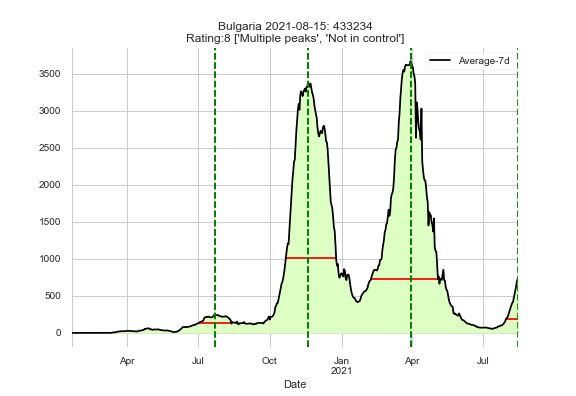 Bulgaria 2021-08-15: 433234
Rating:8 ['Multiple peaks', 'Not in control']
Average-7d
3500
3000
2500
2000
1500
1000
500
0
Apr Jul Oct Jan Apr Jul
2021
Date